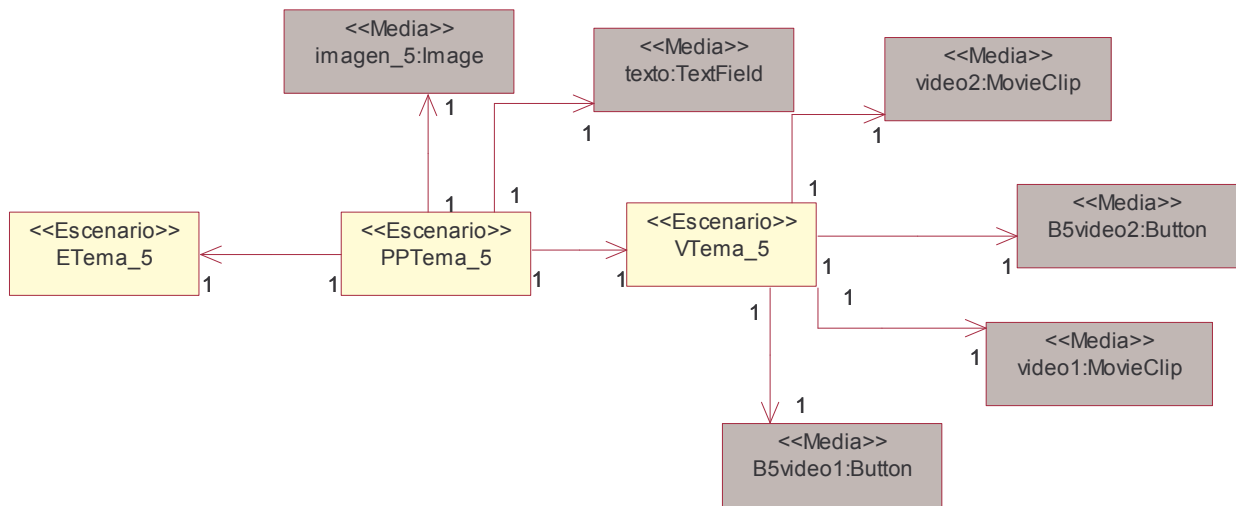 <<Media>>
imagen_5:Image
<<Media>>
texto:TextField
<<Media>>
video2:MovieClip
1
1
1
1
1
1
<<Media>>
B5video2:Button
<<Escenario>>
ETema_5
<<Escenario>>
PPTema_5
<<Escenario>>
VTema_5
1
1
1
1
1
1
1
1
1
<<Media>>
video1:MovieClip
1
1
<<Media>>
B5video1:Button